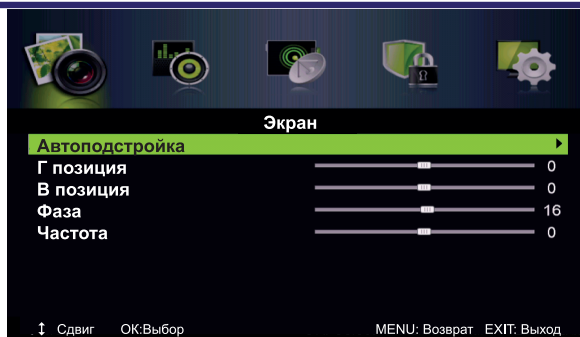 Экран
Автоподстройка
Г позиция 0
В позиция 0
Фаза 16
Частота 0
Сдвиг OK:Выбор MENU: Возврат EXIT: Выход